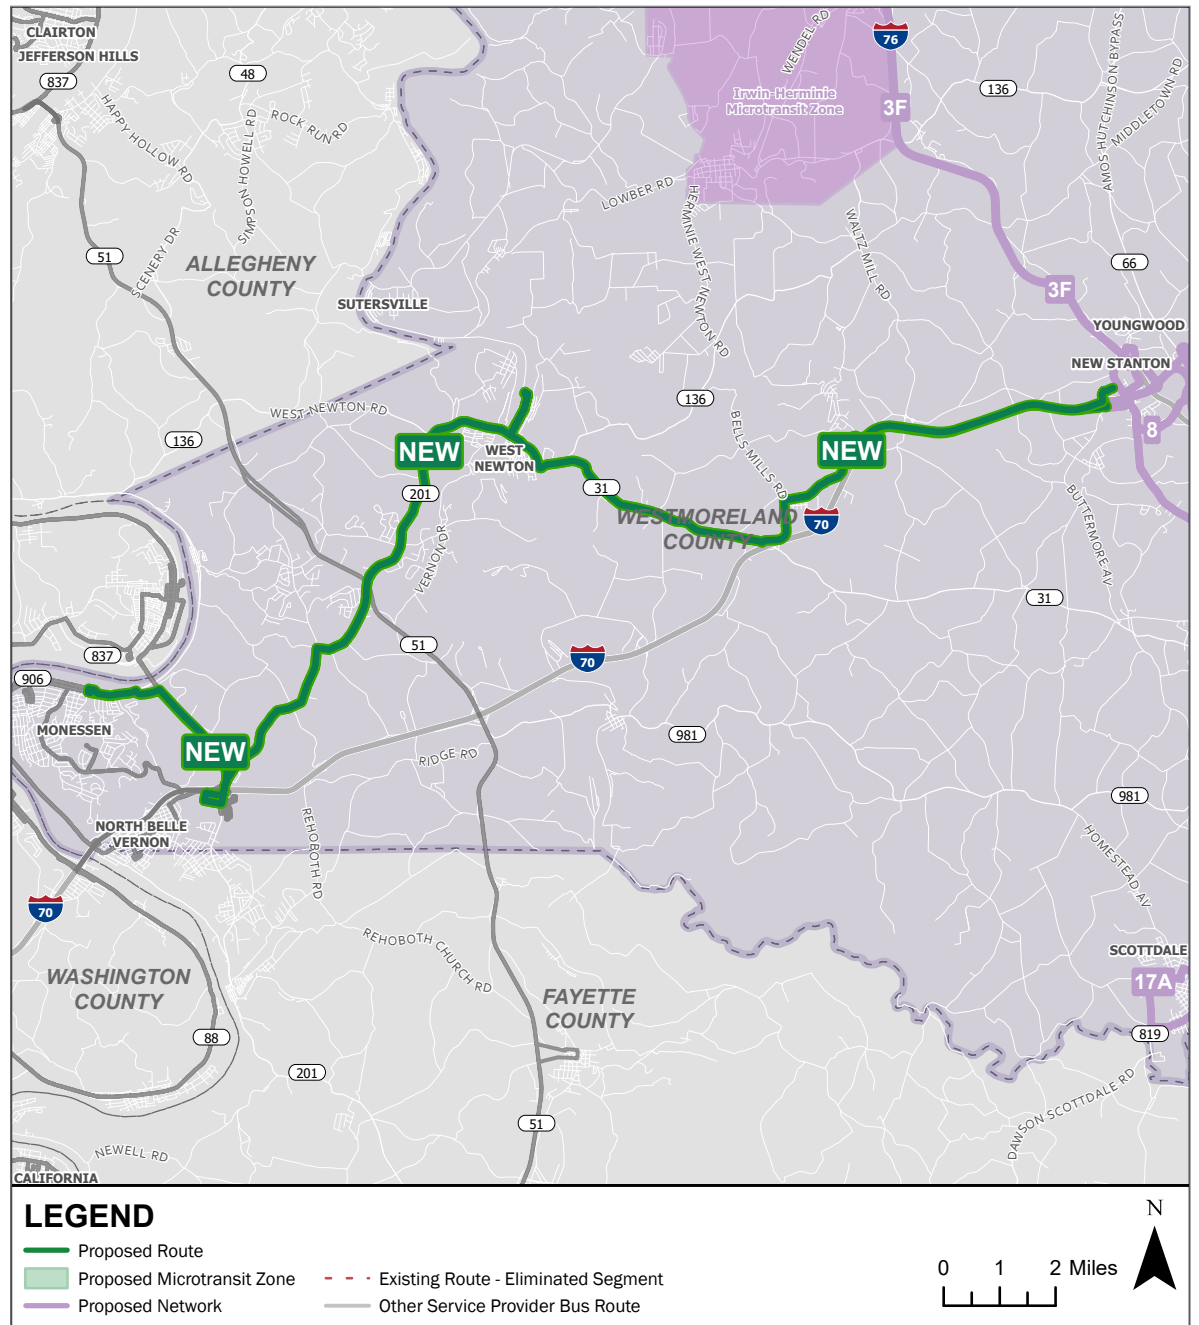 CLAIRTON
JEFFERSON HILLS
837
48
HAPPY HOLLOW RD
SIMPSON HOWELL RD
ROCK RUN RD
SCENERY DR
51
ALLEGHENY
COUNTY
SUTERSVILLE
WENDEL RD
76
Irwin-Herminie
Microtransit Zone
3F
136
AMOS HUTCHINSON BYPASS
MIDDLETOWN RD
LOWBER RD
HERMINIE WEST NEWTON RD
WALTZ MILL RD
66
3F
YOUNGWOOD
NEW STANTON
8
WEST NEWTON RD
136
136
BELLS MILLS RD
NEW
WEST
NEWTON
NEW
201
31
WESTMORELAND
COUNTY
70
VERNON DR
BUTTERMORE AV
31
51
70
837
906
MONESSEN
NEW
RIDGE RD
981
981
NORTH BELLE
VERNON
REHOBOTH RD
HOMESTEAD AV
70
REHOBOTH CHURCH RD
WASHINGTON
COUNTY
FAYETTE
COUNTY
SCOTTDALE
17A
819
88
201
51
DAWSON SCOTTDALE RD
NEWELL RD
CALIFORNIA
LEGEND
Proposed Route
Proposed Microtransit Zone
Proposed Network
Existing Route - Eliminated Segment
Other Service Provider Bus Route
0 1 2 Miles
N